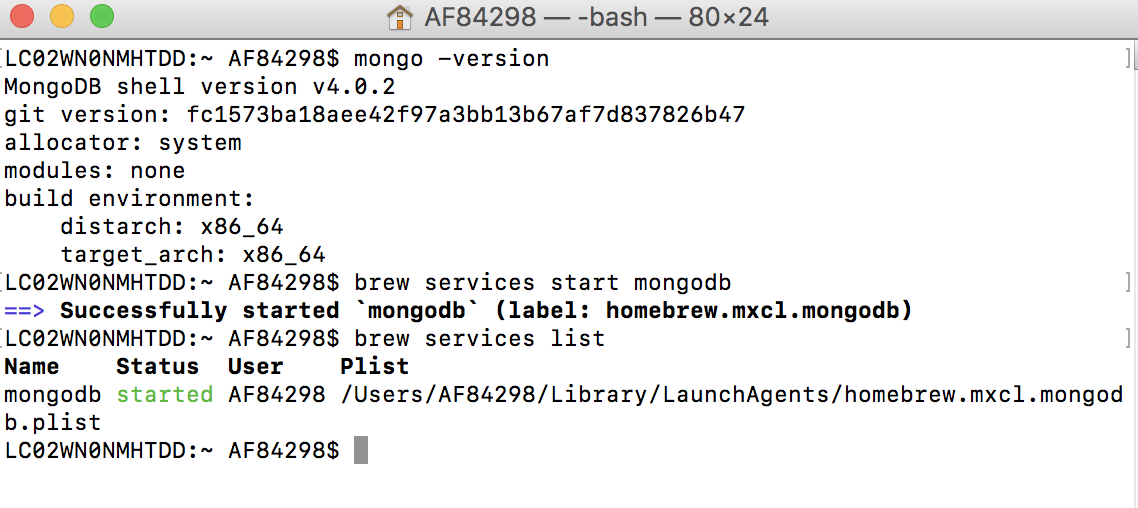 AF84298 — -bash — 80×24
[LC02WN0NMHTDD:~ AF84298$ mongo -version ]
MongoDB shell version v4.0.2
git version: fc1573ba18aee42f97a3bb13b67af7d837826b47
allocator: system
modules: none
build environment:
    distarch: x86_64
    target_arch: x86_64
[LC02WN0NMHTDD:~ AF84298$ brew services start mongodb ]
==> Successfully started `mongodb` (label: homebrew.mxcl.mongodb)
[LC02WN0NMHTDD:~ AF84298$ brew services list ]
Name    Status  User    Plist
mongodb started AF84298 /Users/AF84298/Library/LaunchAgents/homebrew.mxcl.mongod
b.plist
LC02WN0NMHTDD:~ AF84298$